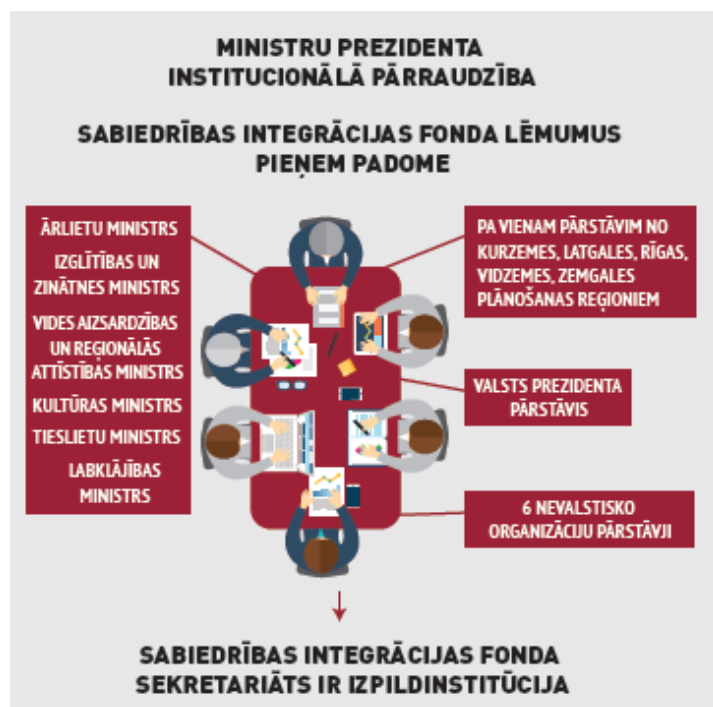 MINISTRU PREZIDENTA
INSTITUCIONĀLĀ PĀRRAUDZĪBA
SABIEDRĪBAS INTEGRĀCIJAS FONDA LĒMUMUS
PIEŅEM PADOME
ĀRLIETU MINISTRS
IZGLĪTĪBAS UN
ZINĀTNES MINISTRS
VIDES AIZSARDZĪBAS
UN REĢIONĀLĀS
ATTĪSTĪBAS MINISTRS
KULTŪRAS MINISTRS
TIESLIETU MINISTRS
LABKLĀJĪBAS
MINISTRS
PA VIENAM PĀRSTĀVIM NO
KURZEMES, LATGALES, RĪGAS,
VIDZEMES, ZEMGALES
PLĀNOŠANAS REĢIONIEM
VALSTS PREZIDENTA
PĀRSTĀVIS
6 NEVALSTISKO
ORGANIZĀCIJU PĀRSTĀVJI
SABIEDRĪBAS INTEGRĀCIJAS FONDA
SEKRETARIĀTS IR IZPILDINSTITŪCIJA